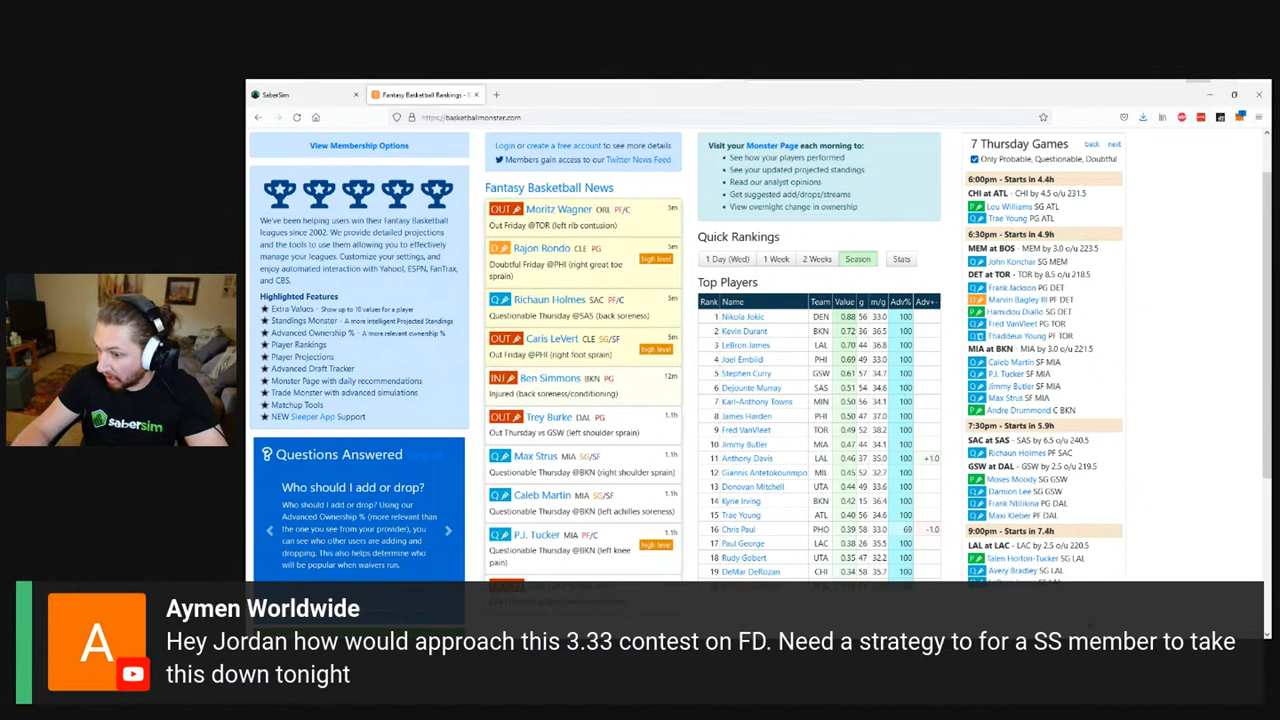 SaberSim
Fantasy Basketball Rankings - B
https://basketballmonster.com
View Membership Options
We've been helping users win their Fantasy Basketball
leagues since 2002. We provide detailed projections
and the tools to use them allowing you to effectively
manage your leagues. Customize your settings, and
enjoy automated interaction with Yahoo!, ESPN, FanTrax,
and CBS.
Highlighted Features
Extra Values - Show up to 10 values for a player
Standings Monster - A more intelligent Projected Standings
Advanced Ownership % - A more relevant ownership %
Player Rankings
Player Projections
Advanced Draft Tracker
Monster Page with daily recommendations
Trade Monster with advanced simulations
Matchup Tools
NEW Sleeper App Support
Questions Answered
Who should I add or drop?
Who should I add or drop? Using our
Advanced Ownership % (more relevant than
the one you see from your provider), you
can see who other users are adding and
dropping. This also helps determine who
will be popular when waivers run.
Login or create a free account to see more details
Members gain access to our Twitter News Feed
Fantasy Basketball News
OUT Moritz Wagner ORL PF/C 5m
Out Friday @TOR (left rib contusion)
D Rajon Rondo CLE PG 5m
Doubtful Friday @PHI (right great toe high level
sprain)
Q Richaun Holmes SAC PF/C 5m
Questionable Thursday @SAS (back soreness)
OUT Caris LeVert CLE SG/SF 5m
Out Friday @PHI (right foot sprain) high level
INJ Ben Simmons BKN PG 12m
Injured (back soreness/conditioning)
OUT Trey Burke DAL PG 1.1h
Out Thursday vs GSW (left shoulder sprain)
Q Max Strus MIA SG/SF 1.1h
Questionable Thursday @BKN (right shoulder sprain)
Q Caleb Martin MIA SG/SF 1.1h
Questionable Thursday @BKN (left achilles soreness)
Q P.J. Tucker MIA PF/C 1.1h
Questionable Thursday @BKN (left knee high level
pain)
Visit your Monster Page each morning to:
See how your players performed
See your updated projected standings
Read our analyst opinions
Get suggested add/drops/streams
View overnight change in ownership
Quick Rankings
1 Day (Wed) 1 Week 2 Weeks Season Stats
Top Players
Rank Name Team Value g m/g Adv% Adv+-
1 Nikola Jokic DEN 0.88 56 33.0 100
2 Kevin Durant BKN 0.72 36 36.5 100
3 LeBron James LAL 0.70 44 36.8 100
4 Joel Embiid PHI 0.69 49 33.0 100
5 Stephen Curry GSW 0.61 57 34.7 100
6 Dejounte Murray SAS 0.51 54 34.6 100
7 Karl-Anthony Towns MIN 0.50 56 34.1 100
8 James Harden PHI 0.50 47 37.0 100
9 Fred VanVleet TOR 0.49 52 38.2 100
10 Jimmy Butler MIA 0.47 44 34.1 100
11 Anthony Davis LAL 0.46 37 35.0 100 +1.0
12 Giannis Antetokounmpo MIL 0.45 52 32.7 100
13 Donovan Mitchell UTA 0.44 49 33.6 100
14 Kyrie Irving BKN 0.42 15 36.4 100
15 Trae Young ATL 0.40 56 34.6 100
16 Chris Paul PHO 0.39 58 33.0 69 -1.0
17 Paul George LAC 0.38 26 35.5 100
18 Rudy Gobert UTA 0.35 47 32.2 100
19 DeMar DeRozan CHI 0.34 58 100
7 Thursday Games back next
Only Probable, Questionable, Doubtful
6:00pm - Starts in 4.4h
CHI at ATL - CHI by 4.5 o/u 231.5
P Lou Williams SG ATL
Q Trae Young PG ATL
6:30pm - Starts in 4.9h
MEM at BOS - MEM by 3.0 o/u 223.5
P John Konchar SG MEM
DET at TOR - TOR by 8.5 o/u 218.5
P Frank Jackson PG DET
Marvin Bagley III PF DET
P Hamidou Diallo SG DET
Q Fred VanVleet PG TOR
Q Thaddeus Young PF TOR
MIA at BKN - MIA by 3.0 o/u 221.5
Q Caleb Martin SF MIA
Q P.J. Tucker SF MIA
Q Jimmy Butler SF MIA
Q Max Strus SF MIA
P Andre Drummond C BKN
7:30pm - Starts in 5.9h
SAC at SAS - SAS by 6.5 o/u 240.5
Q Richaun Holmes PF SAC
GSW at DAL - DAL by 2.5 o/u 219.5
P Moses Moody SG GSW
Q Damion Lee SG GSW
Q Frank Ntilikina PG DAL
Q Maxi Kleber PF DAL
9:00pm - Starts in 7.4h
LAL at LAC - LAC by 2.5 o/u 220.5
P Talen Horton-Tucker SG LAL
Q Avery Bradley SG LAL
sabersim
A
Aymen Worldwide
Hey Jordan how would approach this 3.33 contest on FD. Need a strategy to for a SS member to take
this down tonight